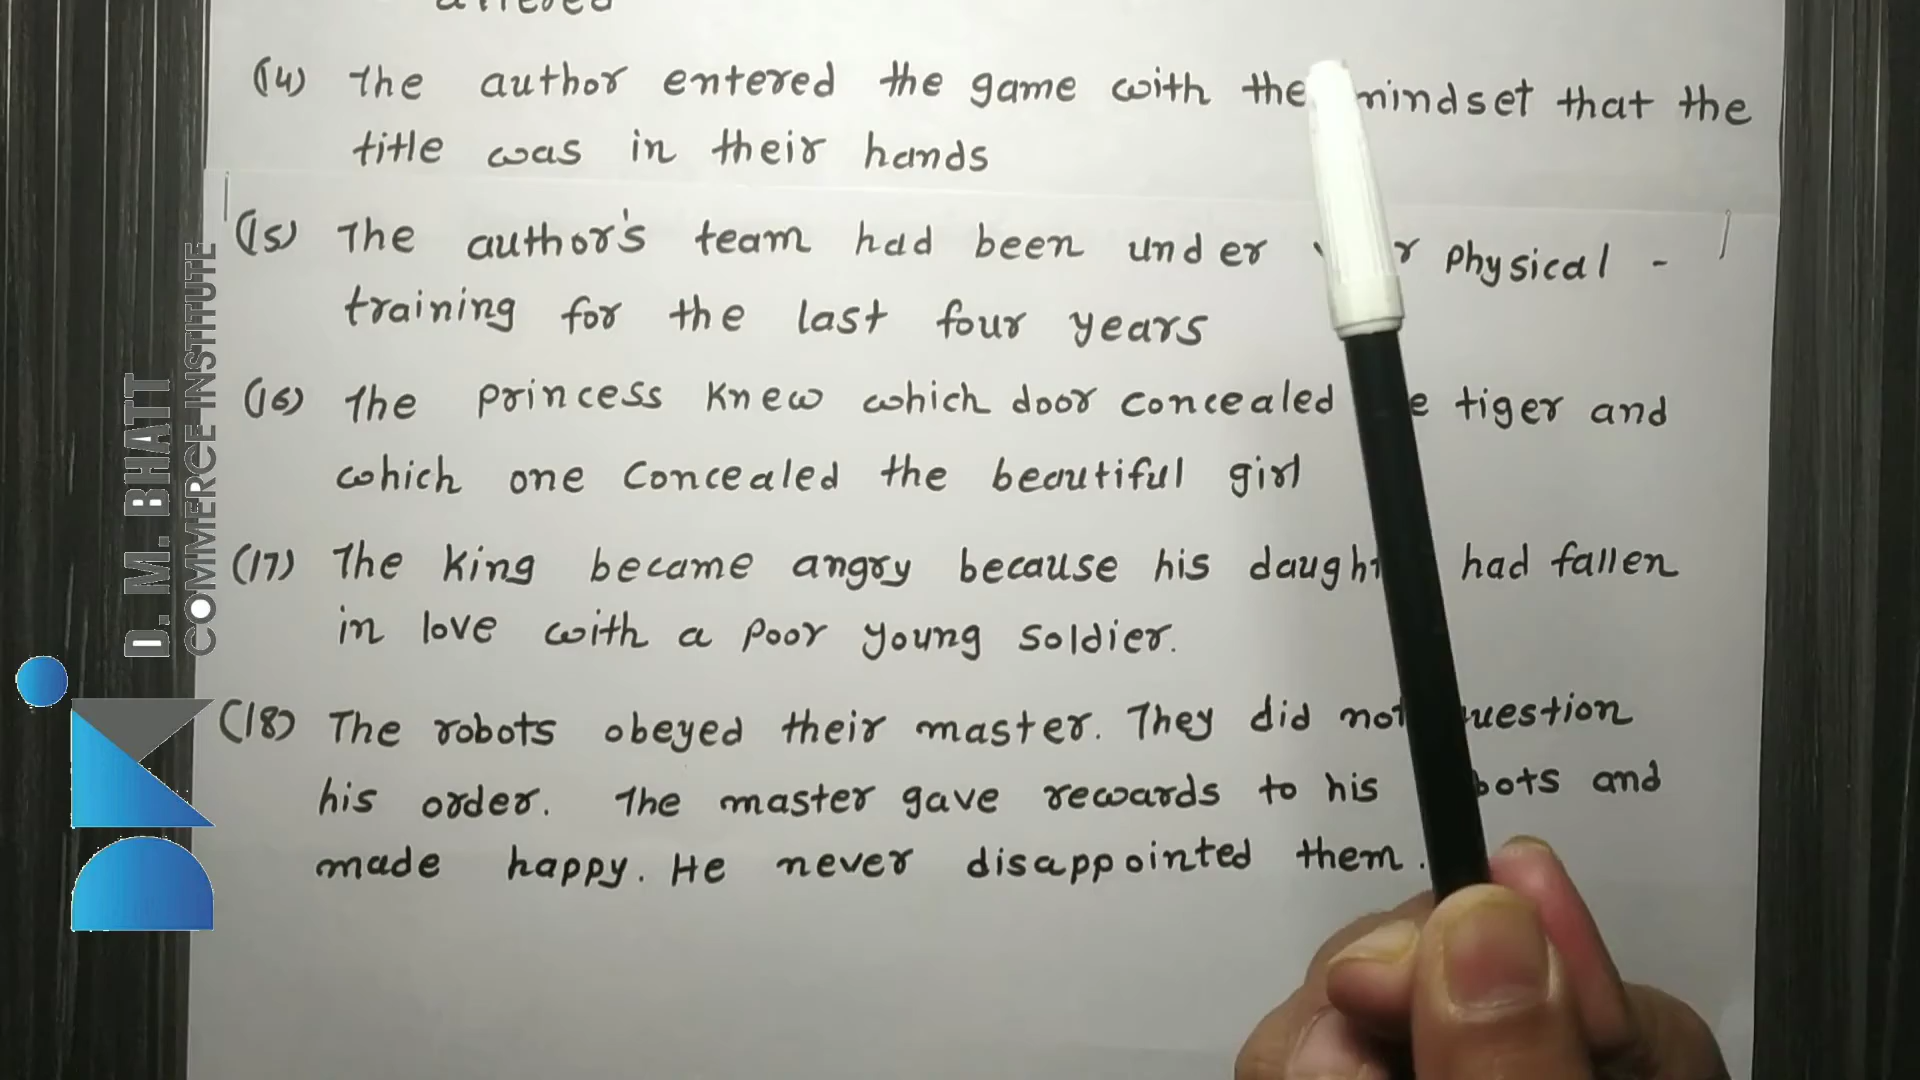 (14) The author entered the game with the mindset that the
title was in their hands
(15) The author's team had been under physical -
training for the last four years
(16) The princess knew which door concealed tiger and
which one concealed the beautiful girl
(17) The king became angry because his had fallen
in love with a poor young soldier.
(18) The robots obeyed their master. They did not question
his order. The master gave rewards to his and
made happy. He never disappointed them.
D. M. BHATT
COMMERCE INSTITUTE